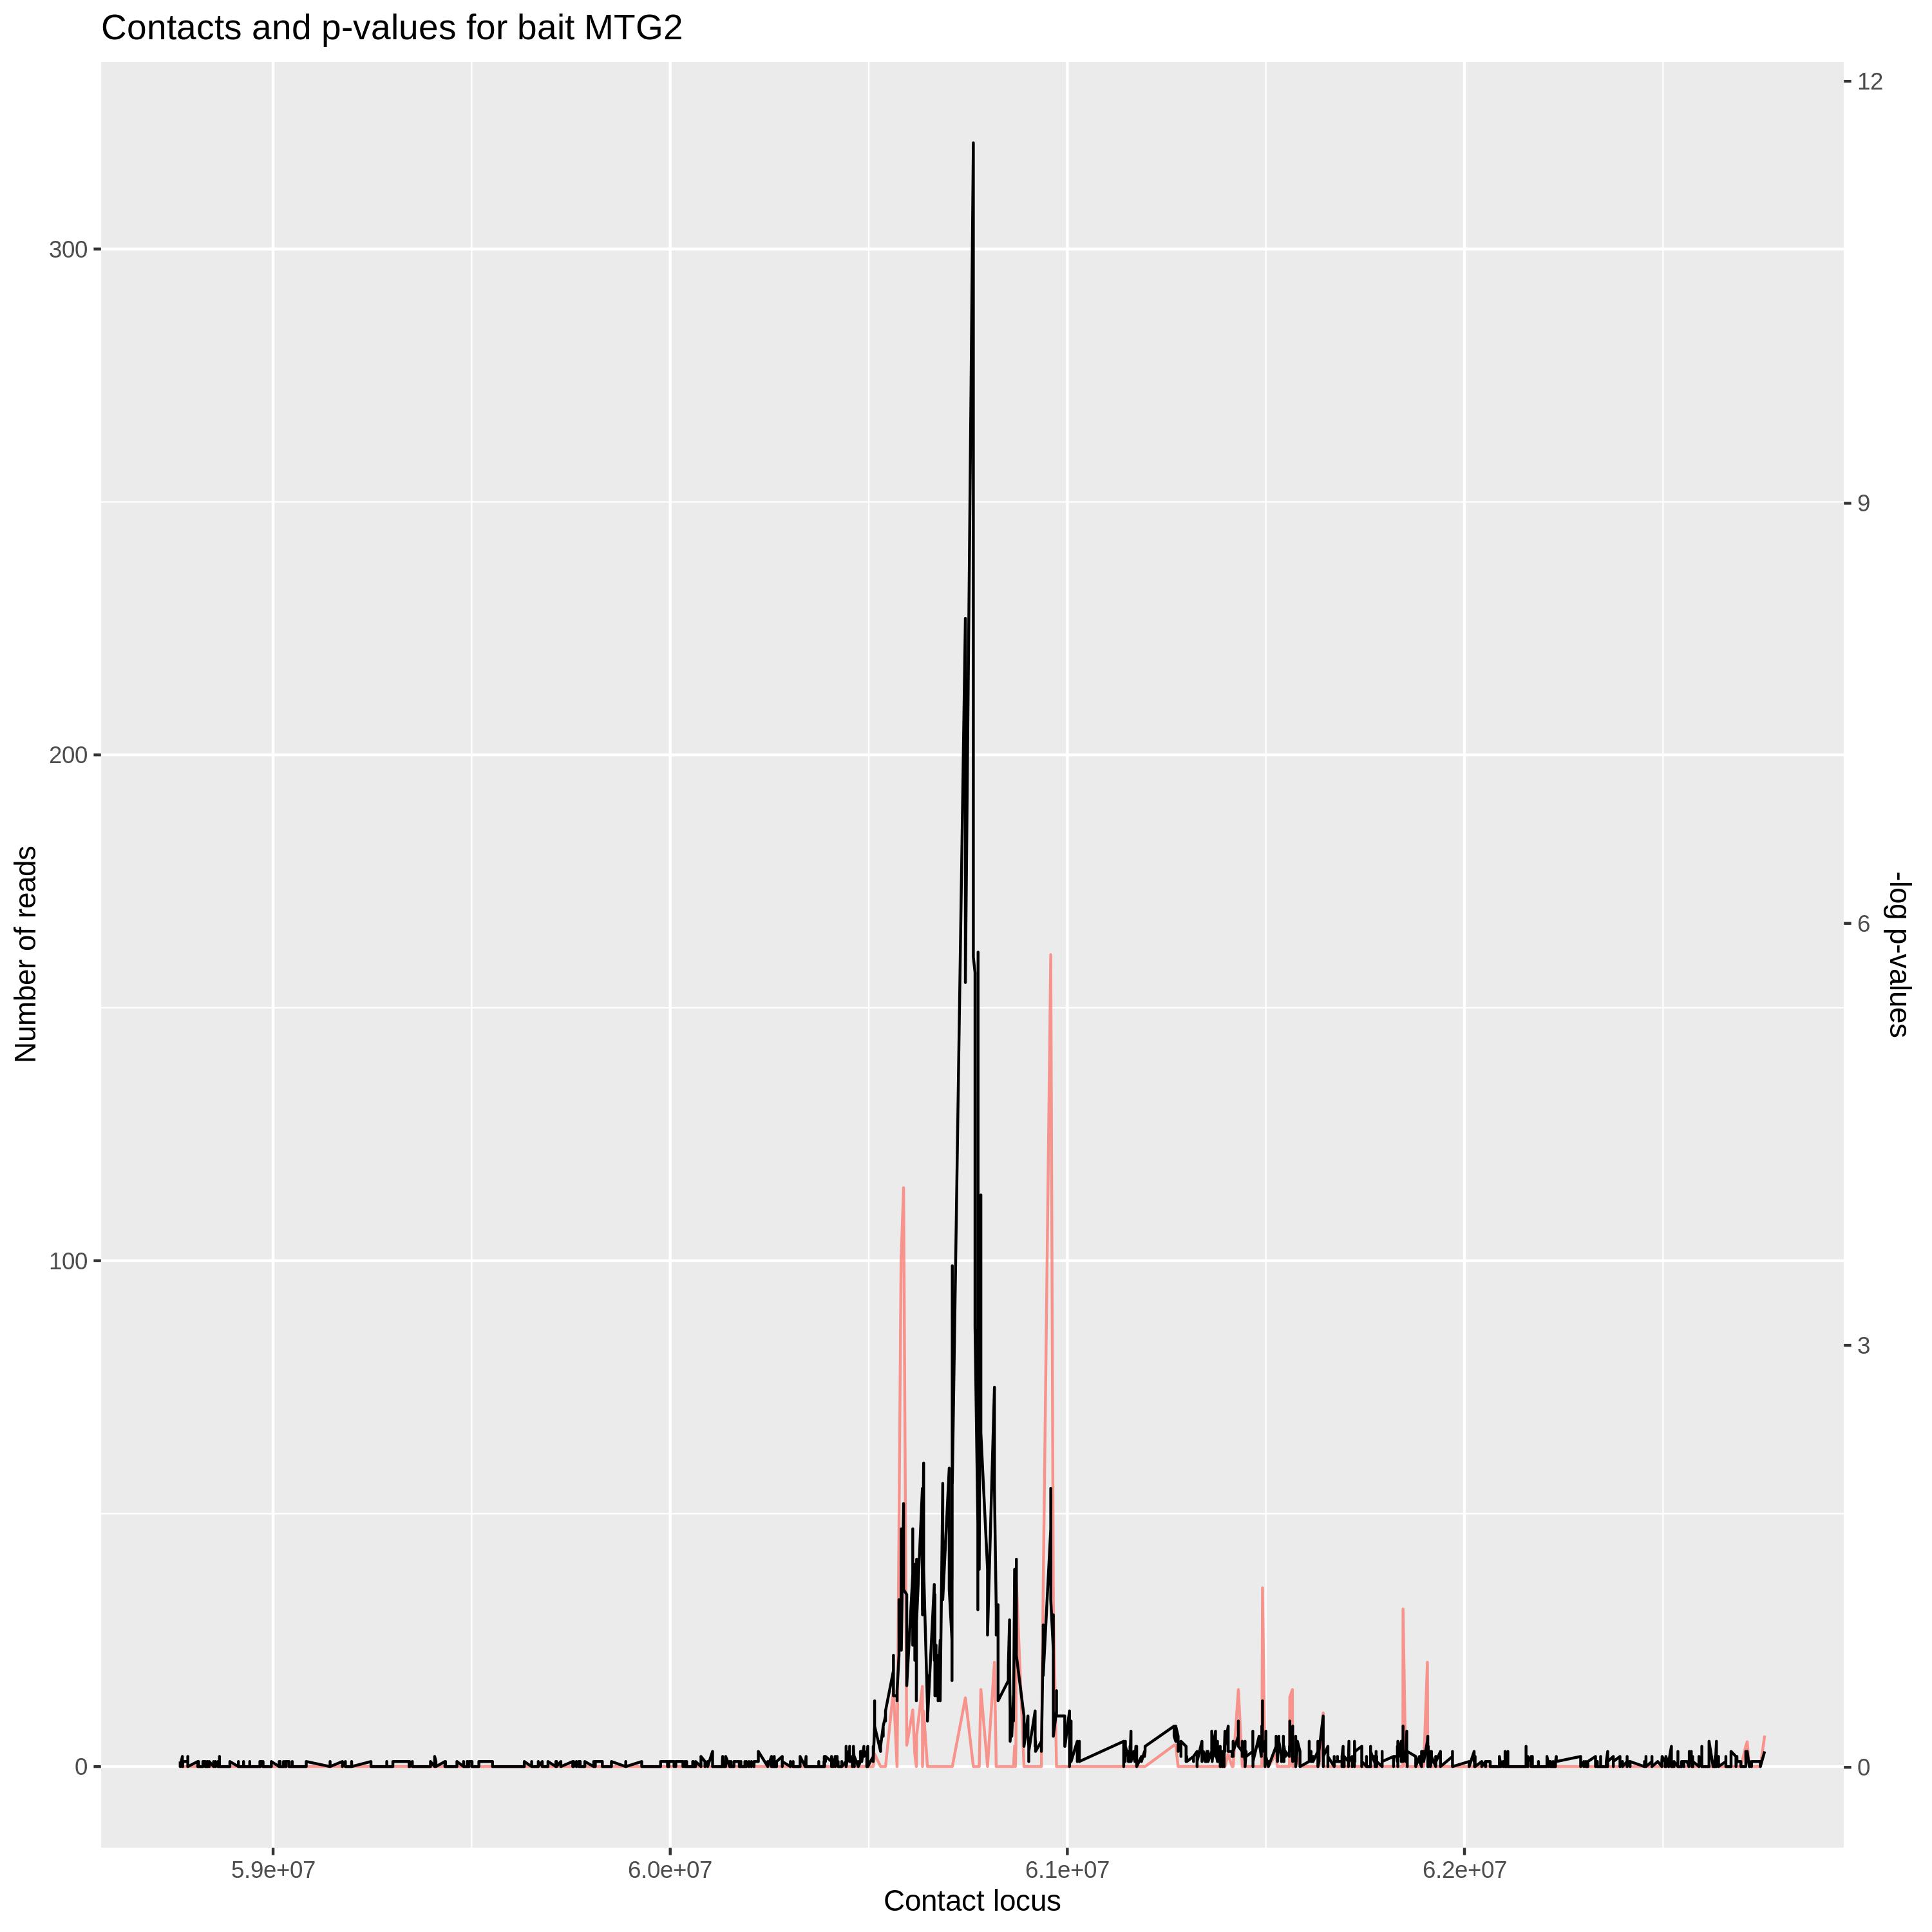 Contacts and p-values for bait MTG2
12
300
9
200
Number of reads
-log p-values
6
100
3
0
0
5.9e+07
6.0e+07
6.1e+07
6.2e+07
Contact locus